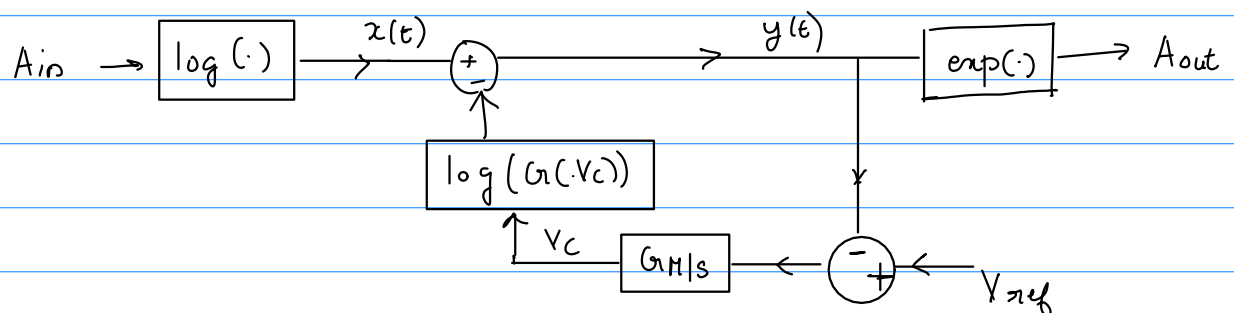 x(t) y(t)
Ain → log(·) + exp(·) → Aout
-
log(G(·Vc))
Vc GM/s - +
Vref